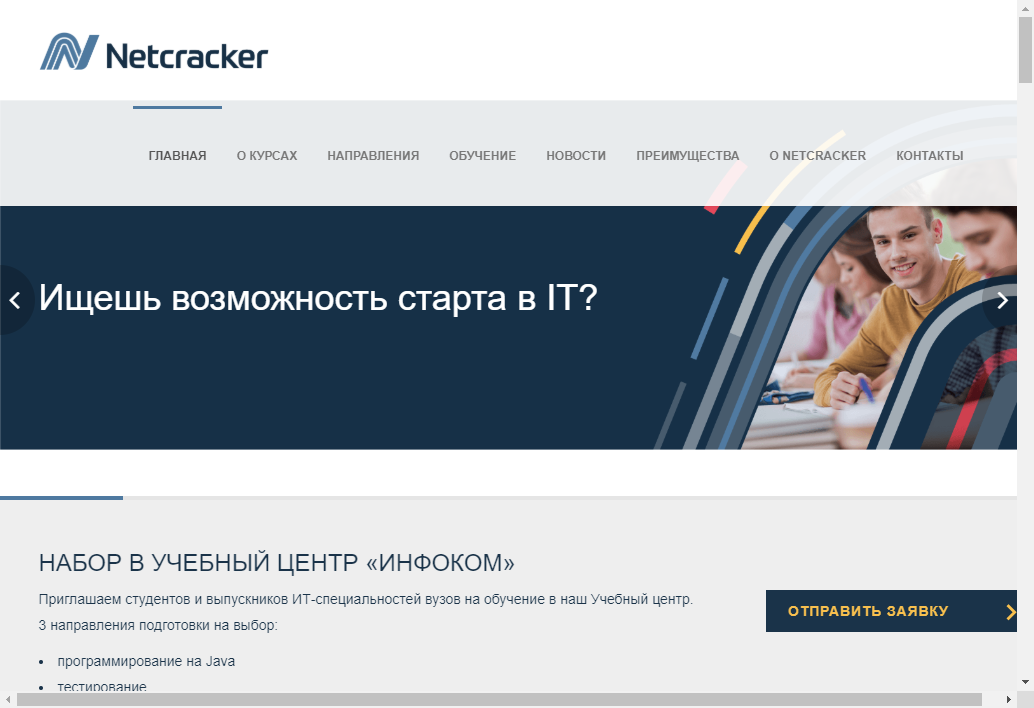 Netcracker
ГЛАВНАЯ О КУРСАХ НАПРАВЛЕНИЯ ОБУЧЕНИЕ НОВОСТИ ПРЕИМУЩЕСТВА О NETCRACKER КОНТАКТЫ
Ищешь возможность старта в IT?
НАБОР В УЧЕБНЫЙ ЦЕНТР «ИНФОКОМ»
Приглашаем студентов и выпускников ИТ-специальностей вузов на обучение в наш Учебный центр.
3 направления подготовки на выбор:
ОТПРАВИТЬ ЗАЯВКУ
• программирование на Java
• тестирование